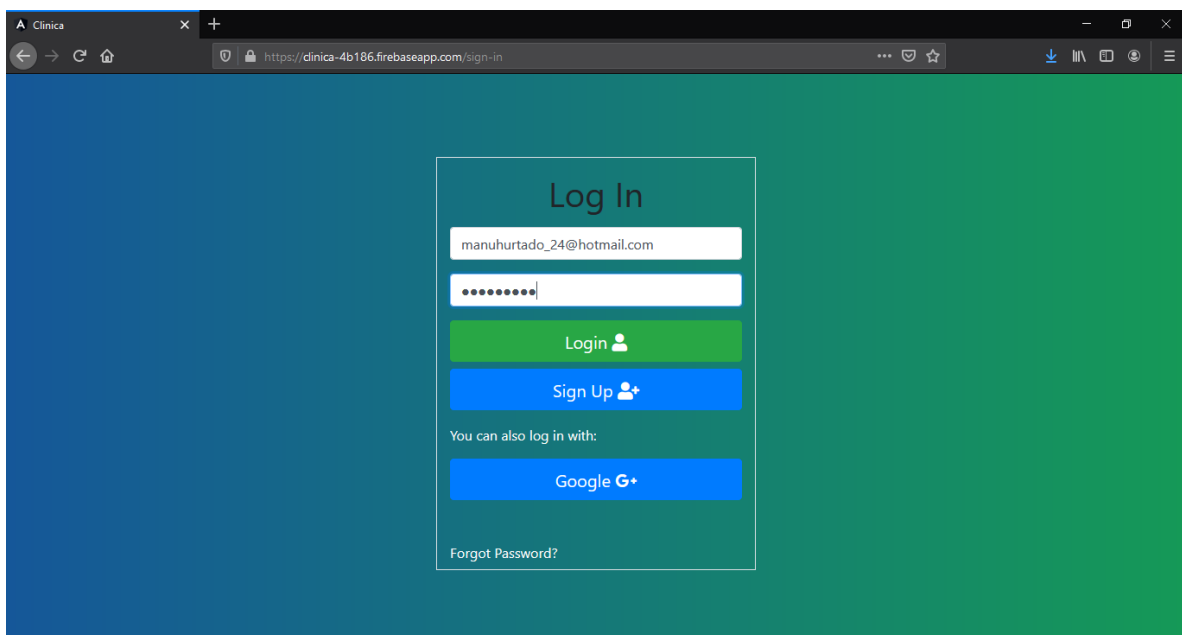 Clinica
https://clinica-4b186.firebaseapp.com/sign-in
Log In
manuhurtado_24@hotmail.com
•••••••••
Login
Sign Up
You can also log in with:
Google G+
Forgot Password?